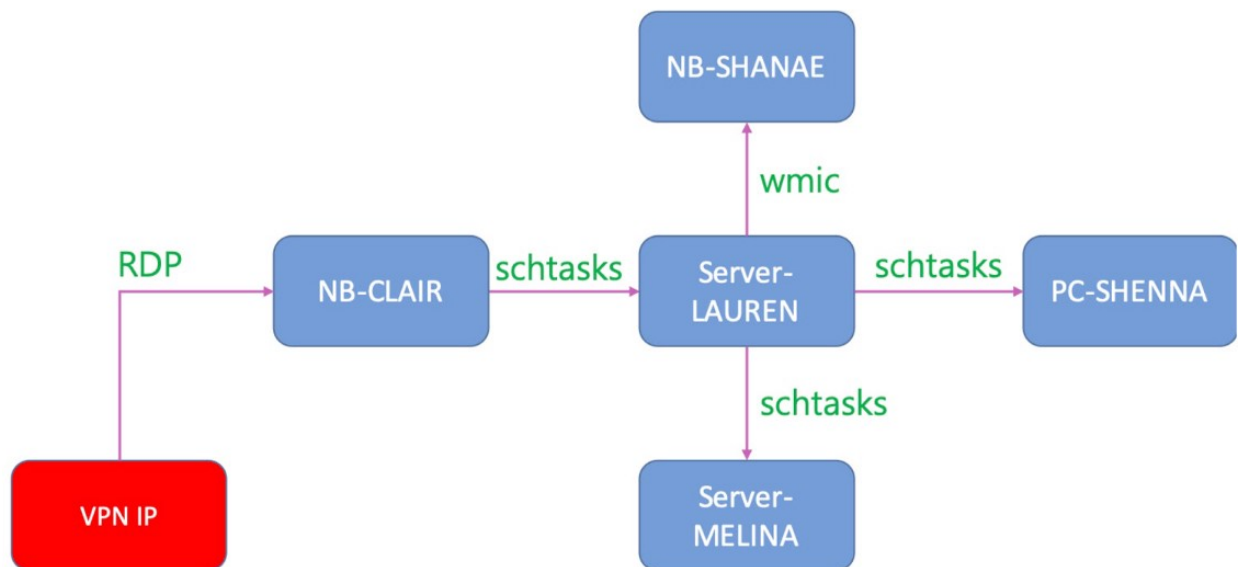 NB-SHANAE
wmic
RDP
NB-CLAIR
schtasks
Server-
LAUREN
schtasks
PC-SHENNA
schtasks
VPN IP
Server-
MELINA